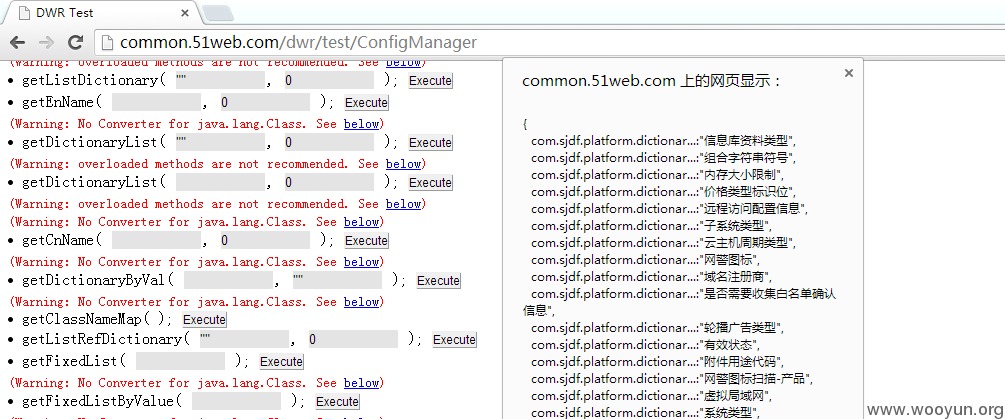 DWR Test
common.51web.com/dwr/test/ConfigManager
(Warning: overloaded methods are not recommended. See below)
• getListDictionary( "" , 0 ); Execute
• getEnName( , 0 ); Execute
(Warning: No Converter for java.lang.Class. See below)
• getDictionaryList( "" , 0 ); Execute
(Warning: overloaded methods are not recommended. See below)
• getDictionaryList( , 0 ); Execute
(Warning: overloaded methods are not recommended. See below)
(Warning: No Converter for java.lang.Class. See below)
• getCnName( , 0 ); Execute
(Warning: No Converter for java.lang.Class. See below)
• getDictionaryByVal( , "" ); Execute
(Warning: No Converter for java.lang.Class. See below)
• getClassNameMap( ); Execute
• getListRefDictionary( "" , 0 ); Execute
• getFixedList( ); Execute
(Warning: No Converter for java.lang.Class. See below)
• getFixedListByValue( ); Execute
(Warning: No Converter for java.lang.Class. See below)
common.51web.com 上的网页显示：
{
com.sjdf.platform.dictionar...:"信息库资料类型",
com.sjdf.platform.dictionar...:"组合字符串符号",
com.sjdf.platform.dictionar...:"内存大小限制",
com.sjdf.platform.dictionar...:"价格类型标识位",
com.sjdf.platform.dictionar...:"远程访问配置信息",
com.sjdf.platform.dictionar...:"子系统类型",
com.sjdf.platform.dictionar...:"云主机周期类型",
com.sjdf.platform.dictionar...:"网警图标",
com.sjdf.platform.dictionar...:"域名注册商",
com.sjdf.platform.dictionar...:"是否需要收集白名单确认
信息",
com.sjdf.platform.dictionar...:"轮播广告类型",
com.sjdf.platform.dictionar...:"有效状态",
com.sjdf.platform.dictionar...:"附件用途代码",
com.sjdf.platform.dictionar...:"网警图标扫描-产品",
com.sjdf.platform.dictionar...:"虚拟局域网",
com.sjdf.platform.dictionar...:"系统类型",
www.wooyun.org